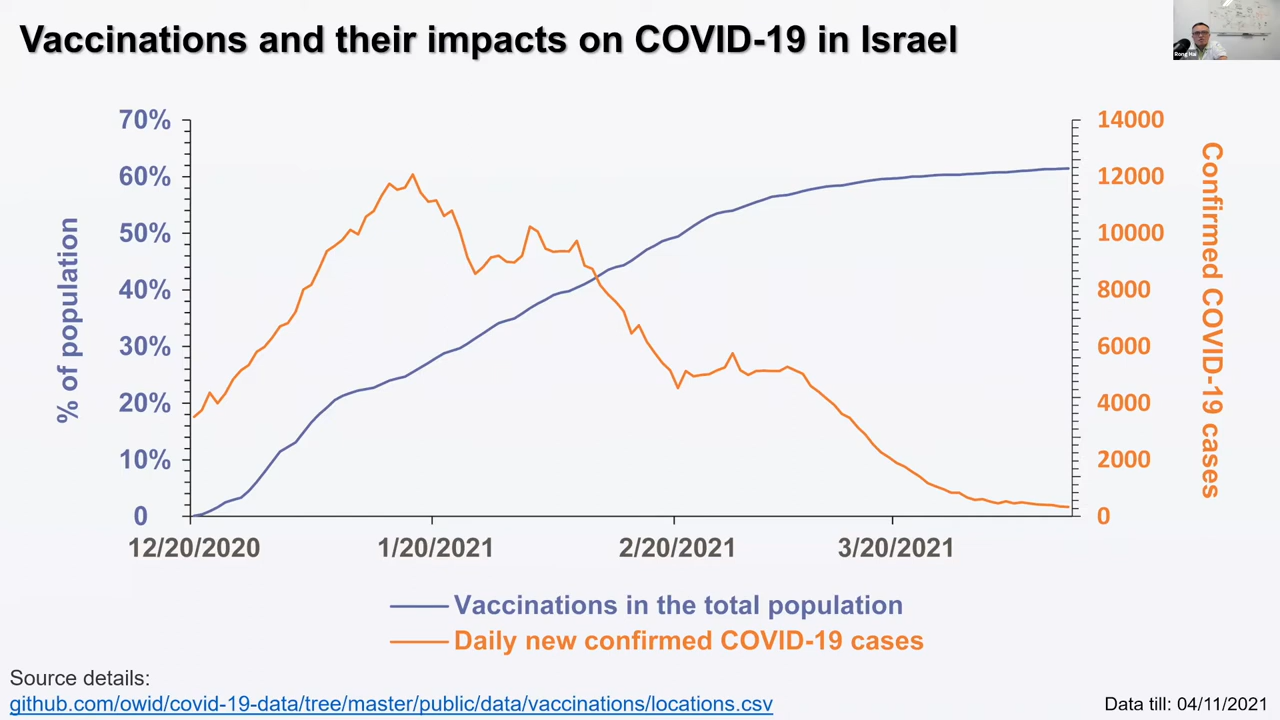 Vaccinations and their impacts on COVID-19 in Israel
Rong Hai
70%
60%
50%
40%
30%
20%
10%
0
% of population
14000
12000
10000
8000
6000
4000
2000
0
Confirmed COVID-19 cases
12/20/2020
1/20/2021
2/20/2021
3/20/2021
Vaccinations in the total population
Daily new confirmed COVID-19 cases
Source details:
github.com/owid/covid-19-data/tree/master/public/data/vaccinations/locations.csv
Data till: 04/11/2021